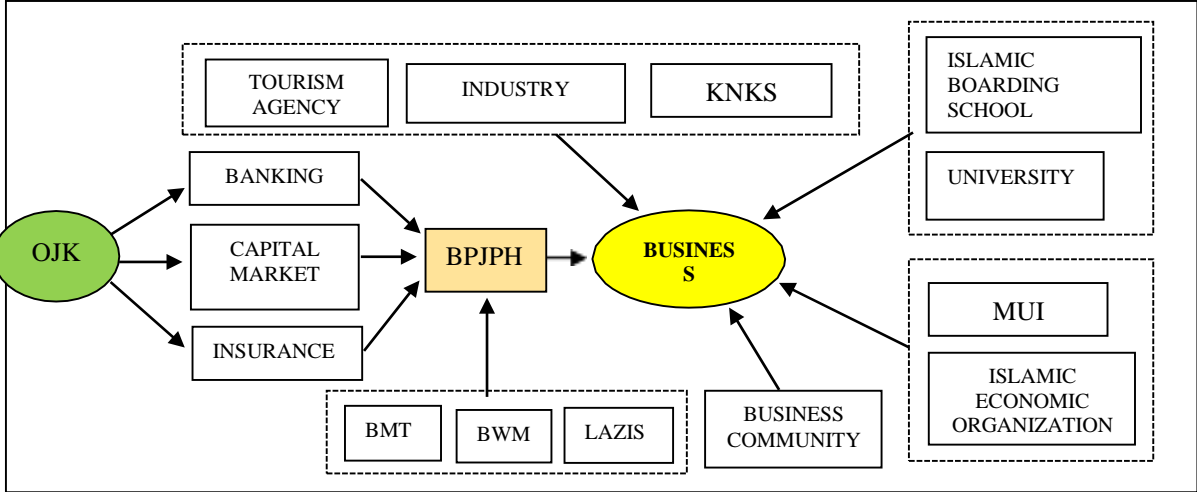 TOURISM
AGENCY
INDUSTRY
KNKS
ISLAMIC
BOARDING
SCHOOL
UNIVERSITY
BANKING
OJK
CAPITAL
MARKET
INSURANCE
BPJPH
BUSINES
S
MUI
ISLAMIC
ECONOMIC
ORGANIZATION
BMT
BWM
LAZIS
BUSINESS
COMMUNITY